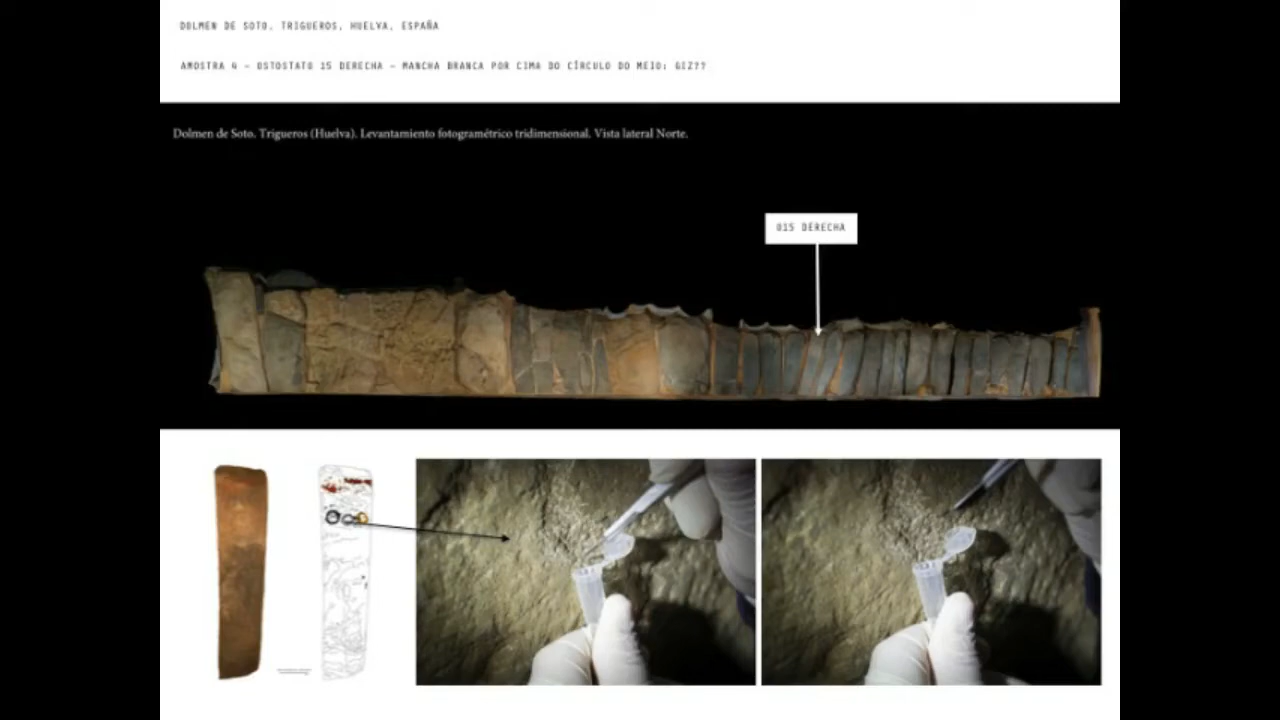 DOLMEN DE SOTO. TRIGUEROS, HUELVA, ESPAÑA
AMOSTRA 4 – OSTOSTATO 15 DERECHA – MANCHA BRANCA POR CIMA DO CÍRCULO DO MEIO: GIZ??
Dolmen de Soto. Trigueros (Huelva). Levantamiento fotogramétrico tridimensional. Vista lateral Norte.
015 DERECHA